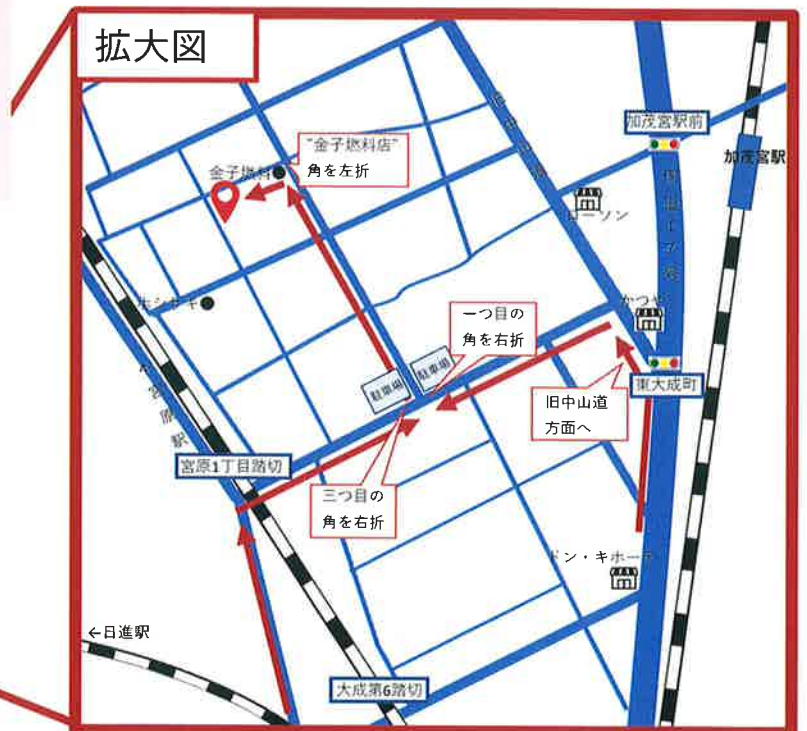 拡大図
加茂宮駅前
加茂宮駅
"金子燃料店"
角を左折
金子燃料
ローソン
かつや
一つ目の
角を右折
駐車場
駐車場
東大成町
旧中山道
方面へ
宮原駅
宮原1丁目踏切
三つ目の
角を右折
ドン・キホーテ
←日進駅
大成第6踏切